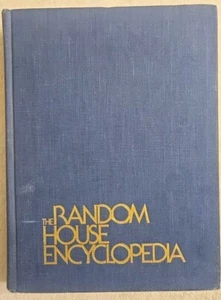 THE RANDOM
HOUSE
ENCYCLOPEDIA